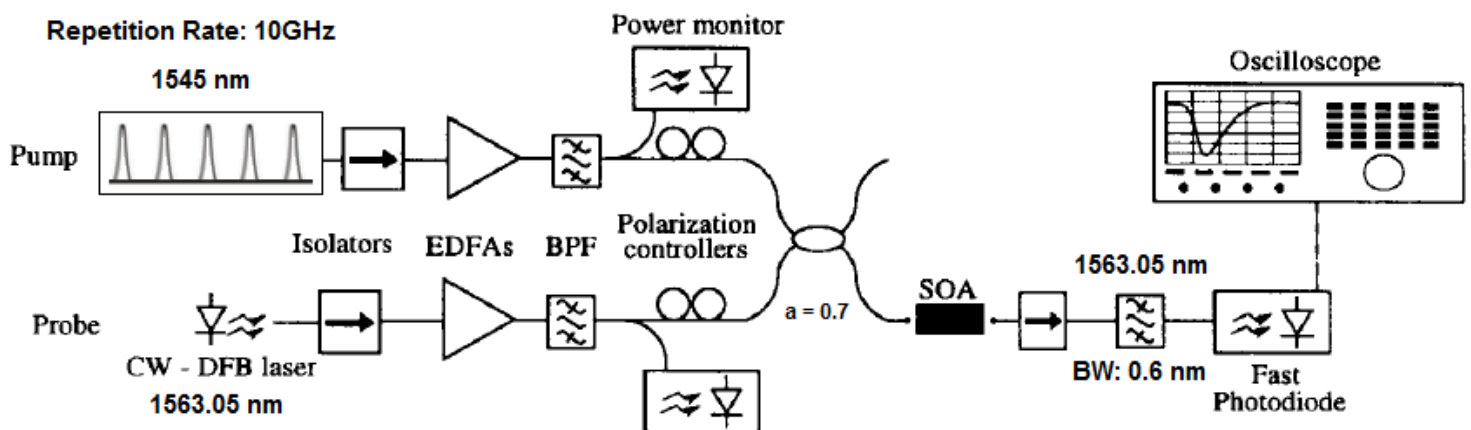 Repetition Rate: 10GHz
1545 nm
Power monitor
Oscilloscope
Pump
Isolators
EDFAs
BPF
Polarization
controllers
1563.05 nm
Probe
a = 0.7
SOA
CW - DFB laser
1563.05 nm
BW: 0.6 nm
Fast
Photodiode